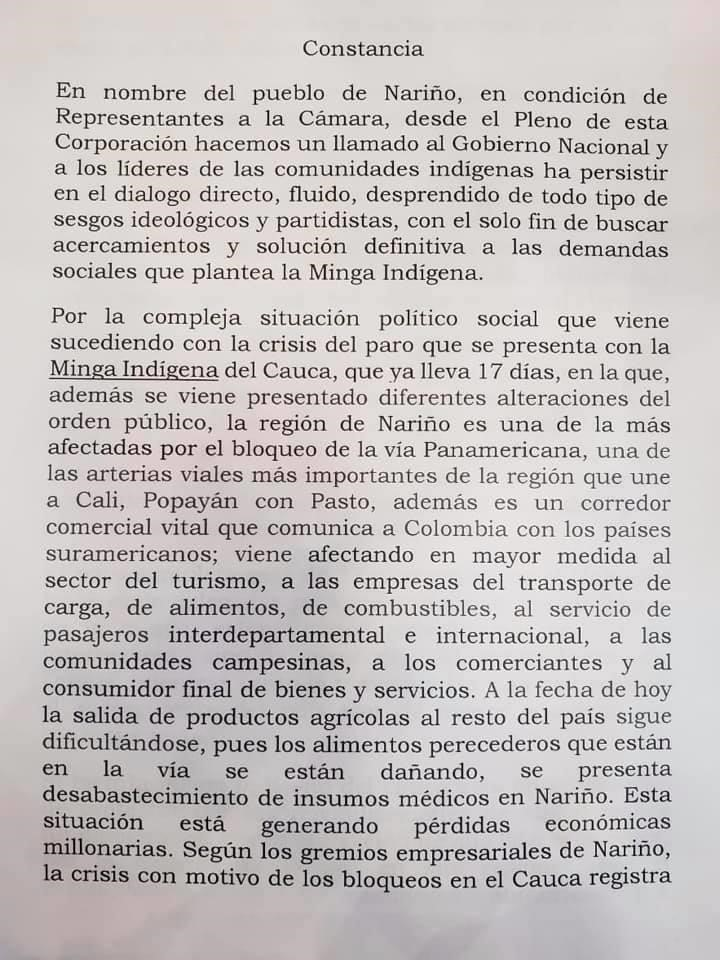 Constancia
En nombre del pueblo de Nariño, en condición de
Representantes a la Cámara, desde el Pleno de esta
Corporación hacemos un llamado al Gobierno Nacional y
a los líderes de las comunidades indígenas ha persistir
en el dialogo directo, fluido, desprendido de todo tipo de
sesgos ideológicos y partidistas, con el solo fin de buscar
acercamientos y solución definitiva a las demandas
sociales que plantea la Minga Indígena.
Por la compleja situación político social que viene
sucediendo con la crisis del paro que se presenta con la
Minga Indígena del Cauca, que ya lleva 17 días, en la que,
además se viene presentado diferentes alteraciones del
orden público, la región de Nariño es una de la más
afectadas por el bloqueo de la vía Panamericana, una de
las arterias viales más importantes de la región que une
a Cali, Popayán con Pasto, además es un corredor
comercial vital que comunica a Colombia con los países
suramericanos; viene afectando en mayor medida al
sector del turismo, a las empresas del transporte de
carga, de alimentos, de combustibles, al servicio de
pasajeros interdepartamental e internacional, a las
comunidades campesinas, a los comerciantes y al
consumidor final de bienes y servicios. A la fecha de hoy
la salida de productos agrícolas al resto del país sigue
dificultándose, pues los alimentos perecederos que están
en la vía se están dañando, se presenta
desabastecimiento de insumos médicos en Nariño. Esta
situación está generando pérdidas económicas
millonarias. Según los gremios empresariales de Nariño,
la crisis con motivo de los bloqueos en el Cauca registra